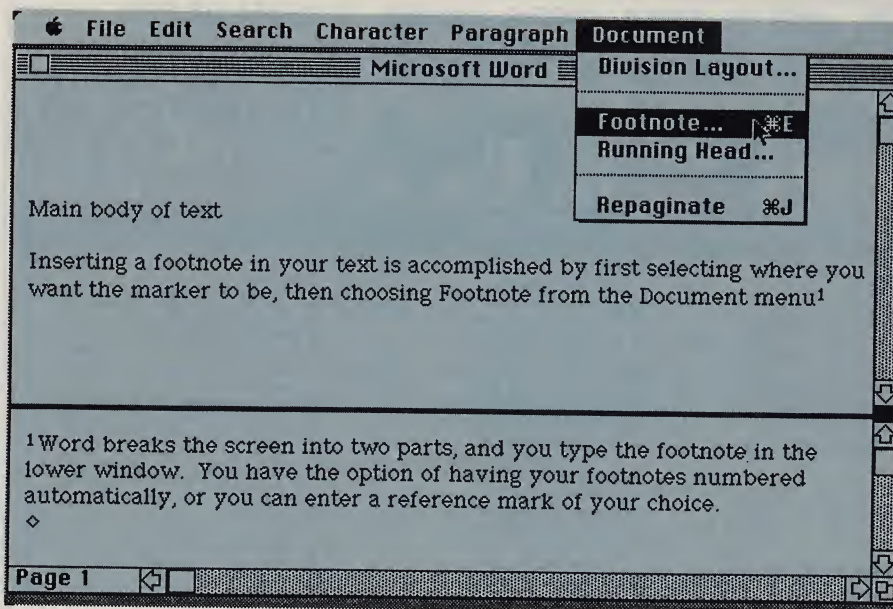 File Edit Search Character Paragraph Document
Microsoft Word
Division Layout...
Footnote... ⌘E
Running Head...
Repaginate ⌘J
Main body of text
Inserting a footnote in your text is accomplished by first selecting where you
want the marker to be, then choosing Footnote from the Document menu¹
¹Word breaks the screen into two parts, and you type the footnote in the
lower window. You have the option of having your footnotes numbered
automatically, or you can enter a reference mark of your choice.
Page 1